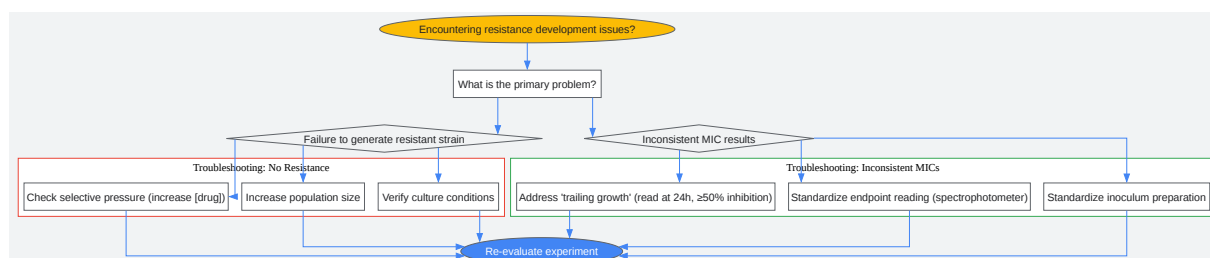 Encountering resistance development issues?
What is the primary problem?
Failure to generate resistant strain
Inconsistent MIC results
Troubleshooting: No Resistance
Troubleshooting: Inconsistent MICs
Check selective pressure (increase [drug])
Increase population size
Verify culture conditions
Address 'trailing growth' (read at 24h, ≥50% inhibition)
Standardize endpoint reading (spectrophotometer)
Standardize inoculum preparation
Re-evaluate experiment